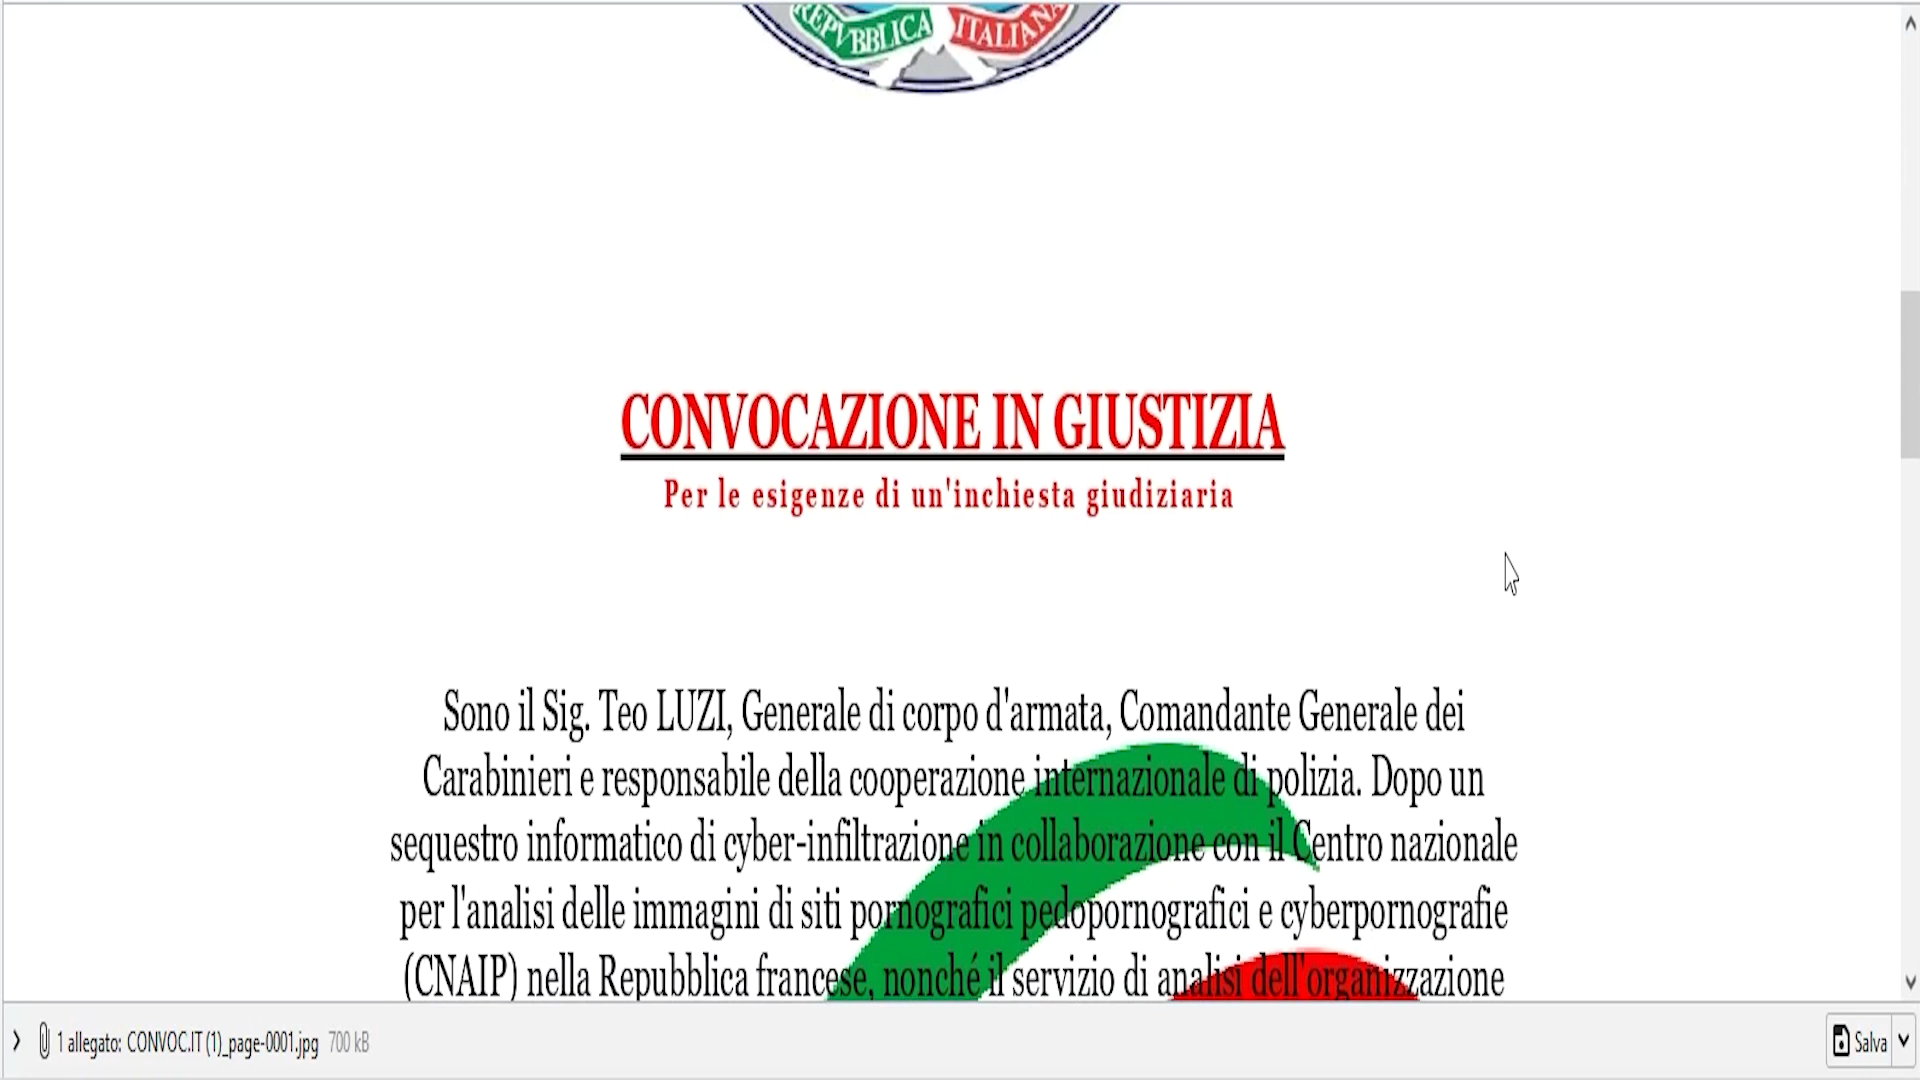 REPVBBLICA ITALIANA
CONVOCAZIONE IN GIUSTIZIA
Per le esigenze di un'inchiesta giudiziaria
Sono il Sig. Teo LUZI, Generale di corpo d'armata, Comandante Generale dei
Carabinieri e responsabile della cooperazione internazionale di polizia. Dopo un
sequestro informatico di cyber-infiltrazione in collaborazione con il Centro nazionale
per l'analisi delle immagini di siti pornografici pedopornografici e cyberpornografie
(CNAIP) nella Repubblica francese, nonché il servizio di analisi dell'organizzazione
1 allegato: CONVOC.IT (1)_page-0001.jpg 700 kB
Salva